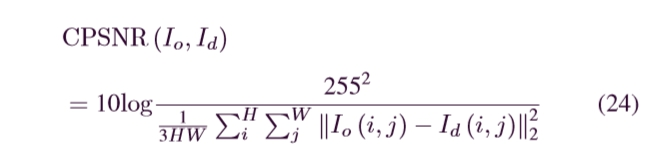 CPSNR (I_o, I_d)
= 10log \frac{255^2}{\frac{1}{3HW} \sum_i^H \sum_j^W \|I_o(i,j) - I_d(i,j)\|_2^2} (24)